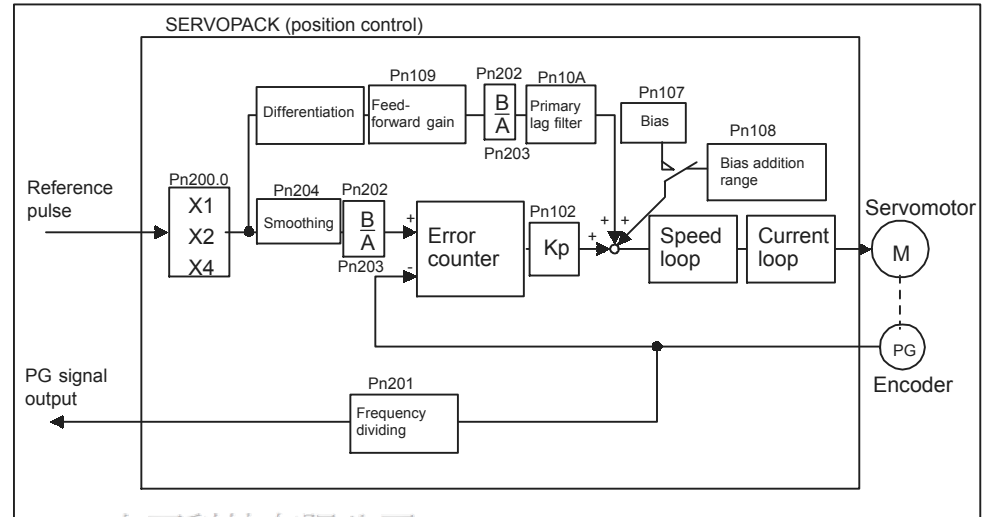 SERVOPACK (position control)
Pn109
Pn202
Pn10A
Pn107
Differentiation
Feed-
forward gain
B
A
Primary
lag filter
Bias
Pn203
Pn108
Bias addition
range
Reference
pulse
Pn200.0
X1
X2
X4
Pn204
Smoothing
Pn202
B
A
Pn203
+
-
Error
counter
Pn102
Kp
+
+
+
Speed
loop
Current
loop
Servomotor
M
PG
Encoder
PG signal
output
Pn201
Frequency
dividing